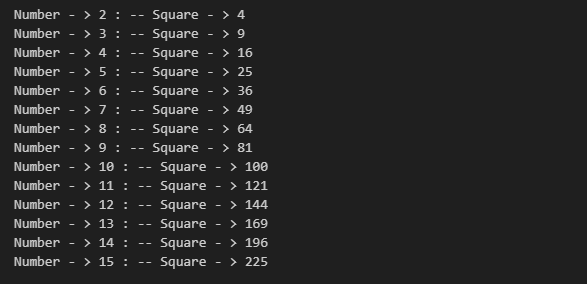 Number - > 2 : -- Square - > 4
Number - > 3 : -- Square - > 9
Number - > 4 : -- Square - > 16
Number - > 5 : -- Square - > 25
Number - > 6 : -- Square - > 36
Number - > 7 : -- Square - > 49
Number - > 8 : -- Square - > 64
Number - > 9 : -- Square - > 81
Number - > 10 : -- Square - > 100
Number - > 11 : -- Square - > 121
Number - > 12 : -- Square - > 144
Number - > 13 : -- Square - > 169
Number - > 14 : -- Square - > 196
Number - > 15 : -- Square - > 225